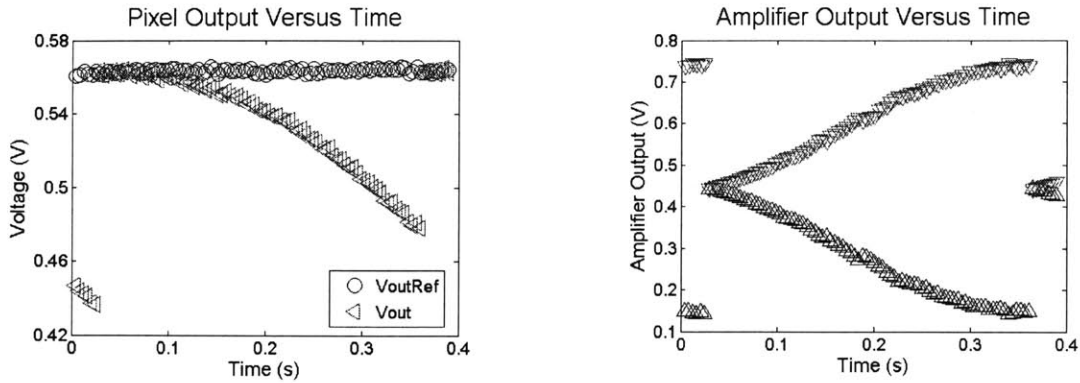 Pixel Output Versus Time
0.58
0.54
0.5
0.46
0.42
Voltage (V)
VoutRef
Vout
0
0.1
0.2
0.3
0.4
Time (s)
Amplifier Output Versus Time
0.8
0.7
0.6
0.5
0.4
0.3
0.2
0.1
Amplifier Output (V)
0
0.1
0.2
0.3
0.4
Time (s)